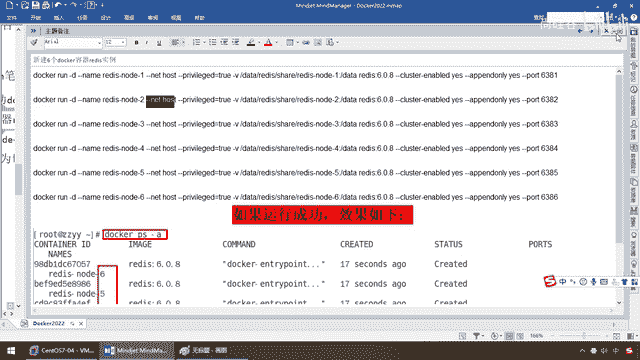 Mindjet MindManager - Docker2022.mmap
主题备注
Arial
12
新建6个docker容器redis实例
docker run -d --name redis-node-1 --net host --privileged=true -v /data/redis/share/redis-node-1:/data redis:6.0.8 --cluster-enabled yes --appendonly yes --port 6381
docker run -d --name redis-node-2 --net host --privileged=true -v /data/redis/share/redis-node-2:/data redis:6.0.8 --cluster-enabled yes --appendonly yes --port 6382
docker run -d --name redis-node-3 --net host --privileged=true -v /data/redis/share/redis-node-3:/data redis:6.0.8 --cluster-enabled yes --appendonly yes --port 6383
docker run -d --name redis-node-4 --net host --privileged=true -v /data/redis/share/redis-node-4:/data redis:6.0.8 --cluster-enabled yes --appendonly yes --port 6384
docker run -d --name redis-node-5 --net host --privileged=true -v /data/redis/share/redis-node-5:/data redis:6.0.8 --cluster-enabled yes --appendonly yes --port 6385
docker run -d --name redis-node-6 --net host --privileged=true -v /data/redis/share/redis-node-6:/data redis:6.0.8 --cluster-enabled yes --appendonly yes --port 6386
如果运行成功，效果如下：
[root@zzyy ~]# docker ps -a
CONTAINER ID IMAGE COMMAND CREATED STATUS PORTS
NAMES
98db1dc67057 redis:6.0.8 "docker-entrypoint..." 17 seconds ago Created
redis-node-6
bef9ed5e8986 redis:6.0.8 "docker-entrypoint..." 17 seconds ago Created
redis-node-5
redis:6.0.8 "docker-entrypoint..." 17 seconds ago Created
Docker2022
166%
CentOS7-04 - VM...
Mindjet MindMan...
无标题 - 画图